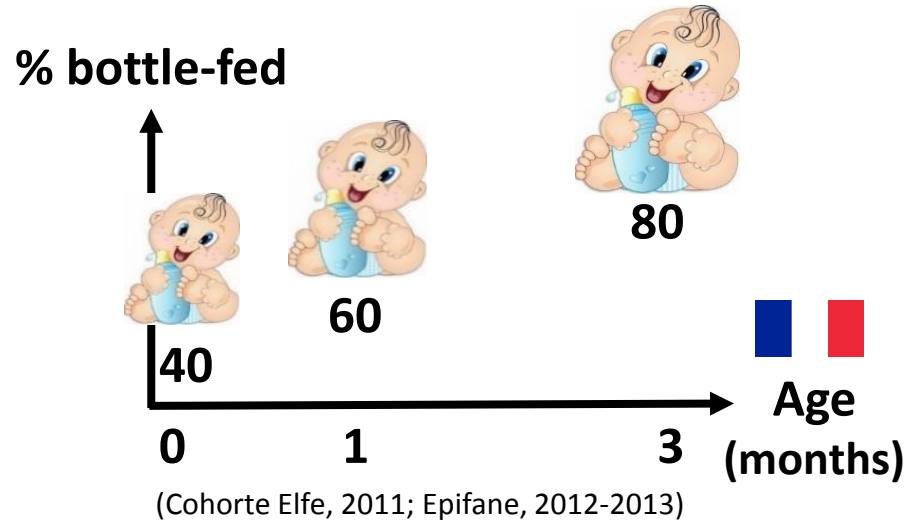 % bottle-fed
80
60
40
Age
(months)
0 1 3
(Cohorte Elfe, 2011; Epifane, 2012-2013)